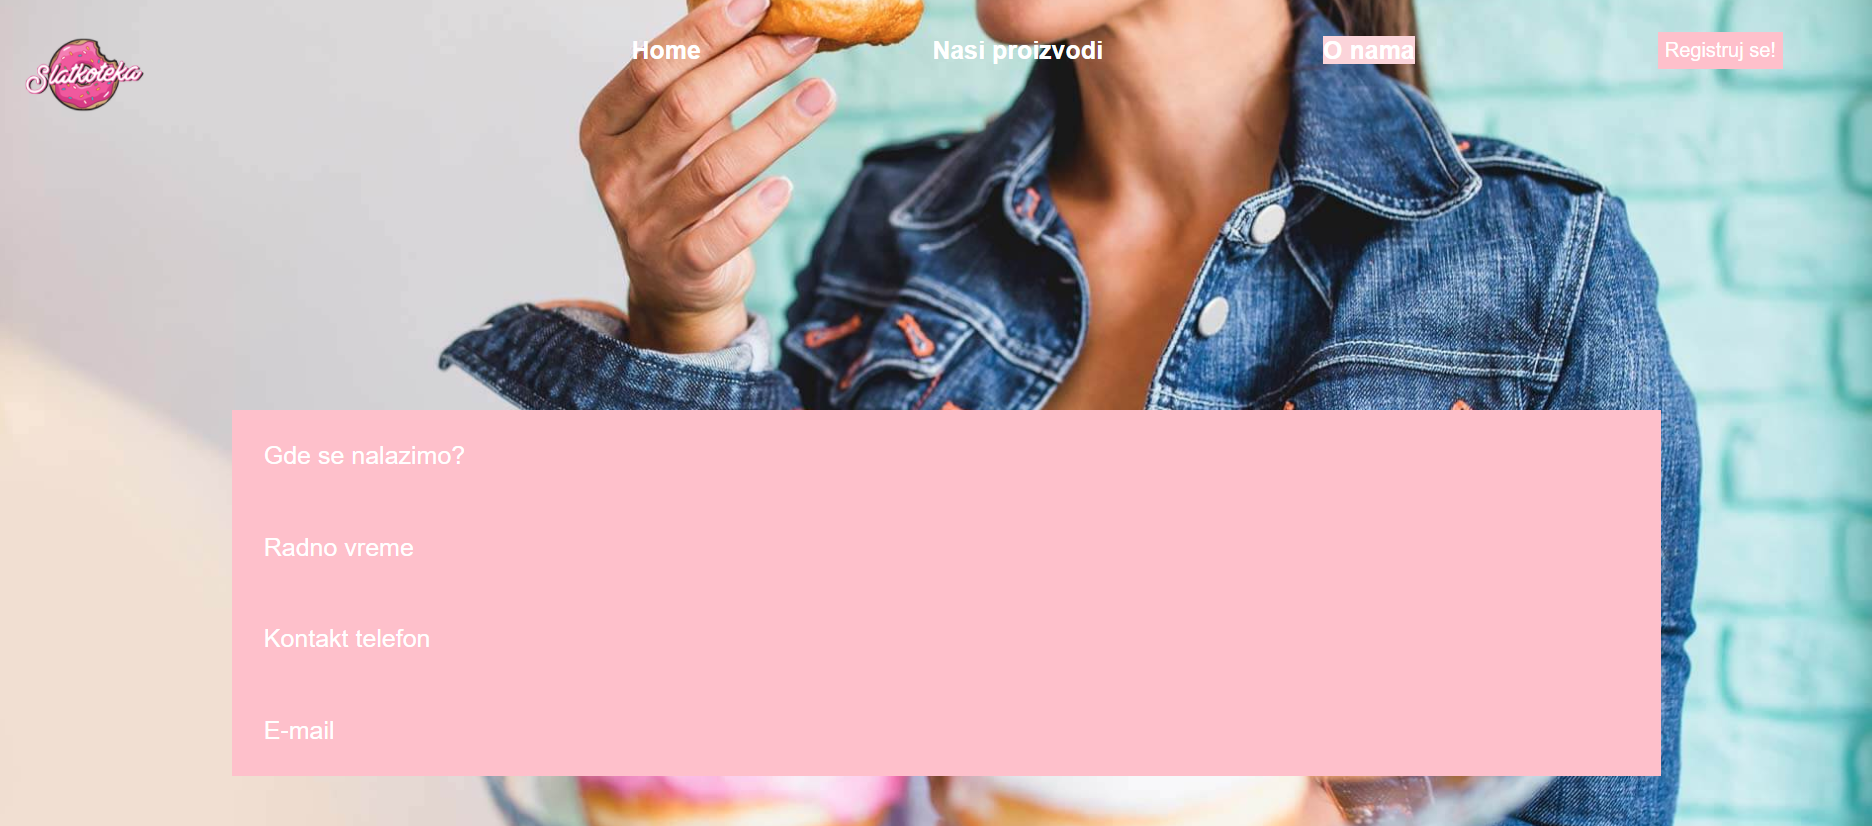 Slatkoteka
Home
Nasi proizvodi
O nama
Registruj se!
Gde se nalazimo?
Radno vreme
Kontakt telefon
E-mail